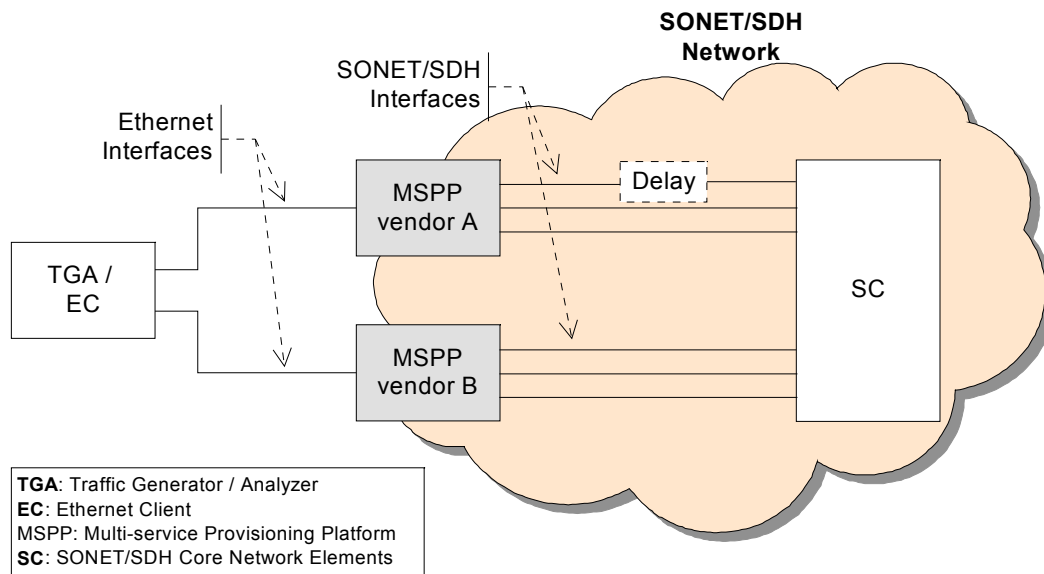 SONET/SDH
Network
SONET/SDH
Interfaces
Ethernet
Interfaces
MSPP
vendor A
Delay
TGA /
EC
SC
MSPP
vendor B
TGA: Traffic Generator / Analyzer
EC: Ethernet Client
MSPP: Multi-service Provisioning Platform
SC: SONET/SDH Core Network Elements